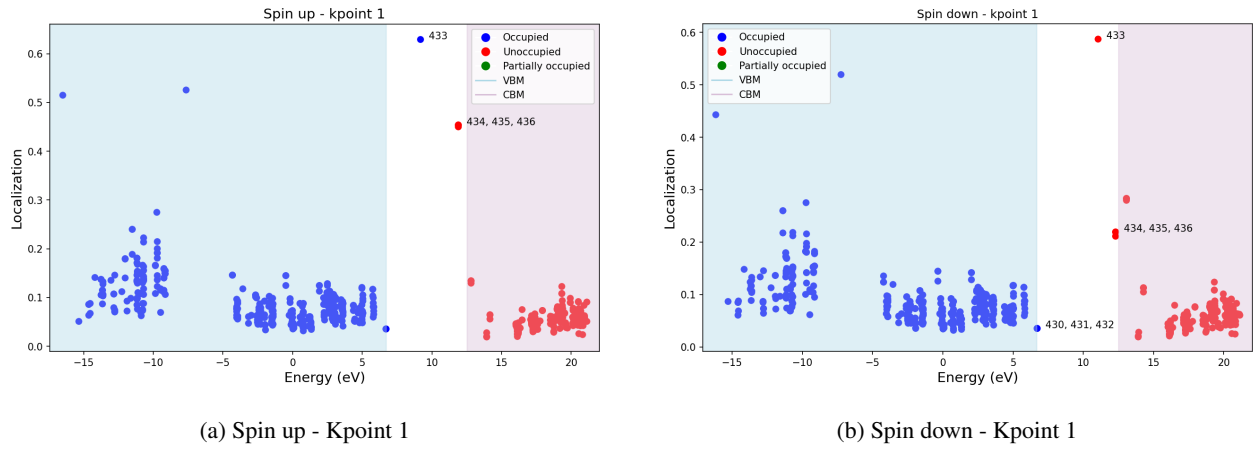 Spin up - kpoint 1
Localization
0.6
0.5
0.4
0.3
0.2
0.1
0.0
433
434, 435, 436
Occupied
Unoccupied
Partially occupied
VBM
CBM
−15
−10
−5
0
5
10
15
20
Energy (eV)
(a) Spin up - Kpoint 1
Spin down - kpoint 1
Localization
0.6
0.5
0.4
0.3
0.2
0.1
0.0
Occupied
Unoccupied
Partially occupied
VBM
CBM
433
434, 435, 436
430, 431, 432
−15
−10
−5
0
5
10
15
20
Energy (eV)
(b) Spin down - Kpoint 1